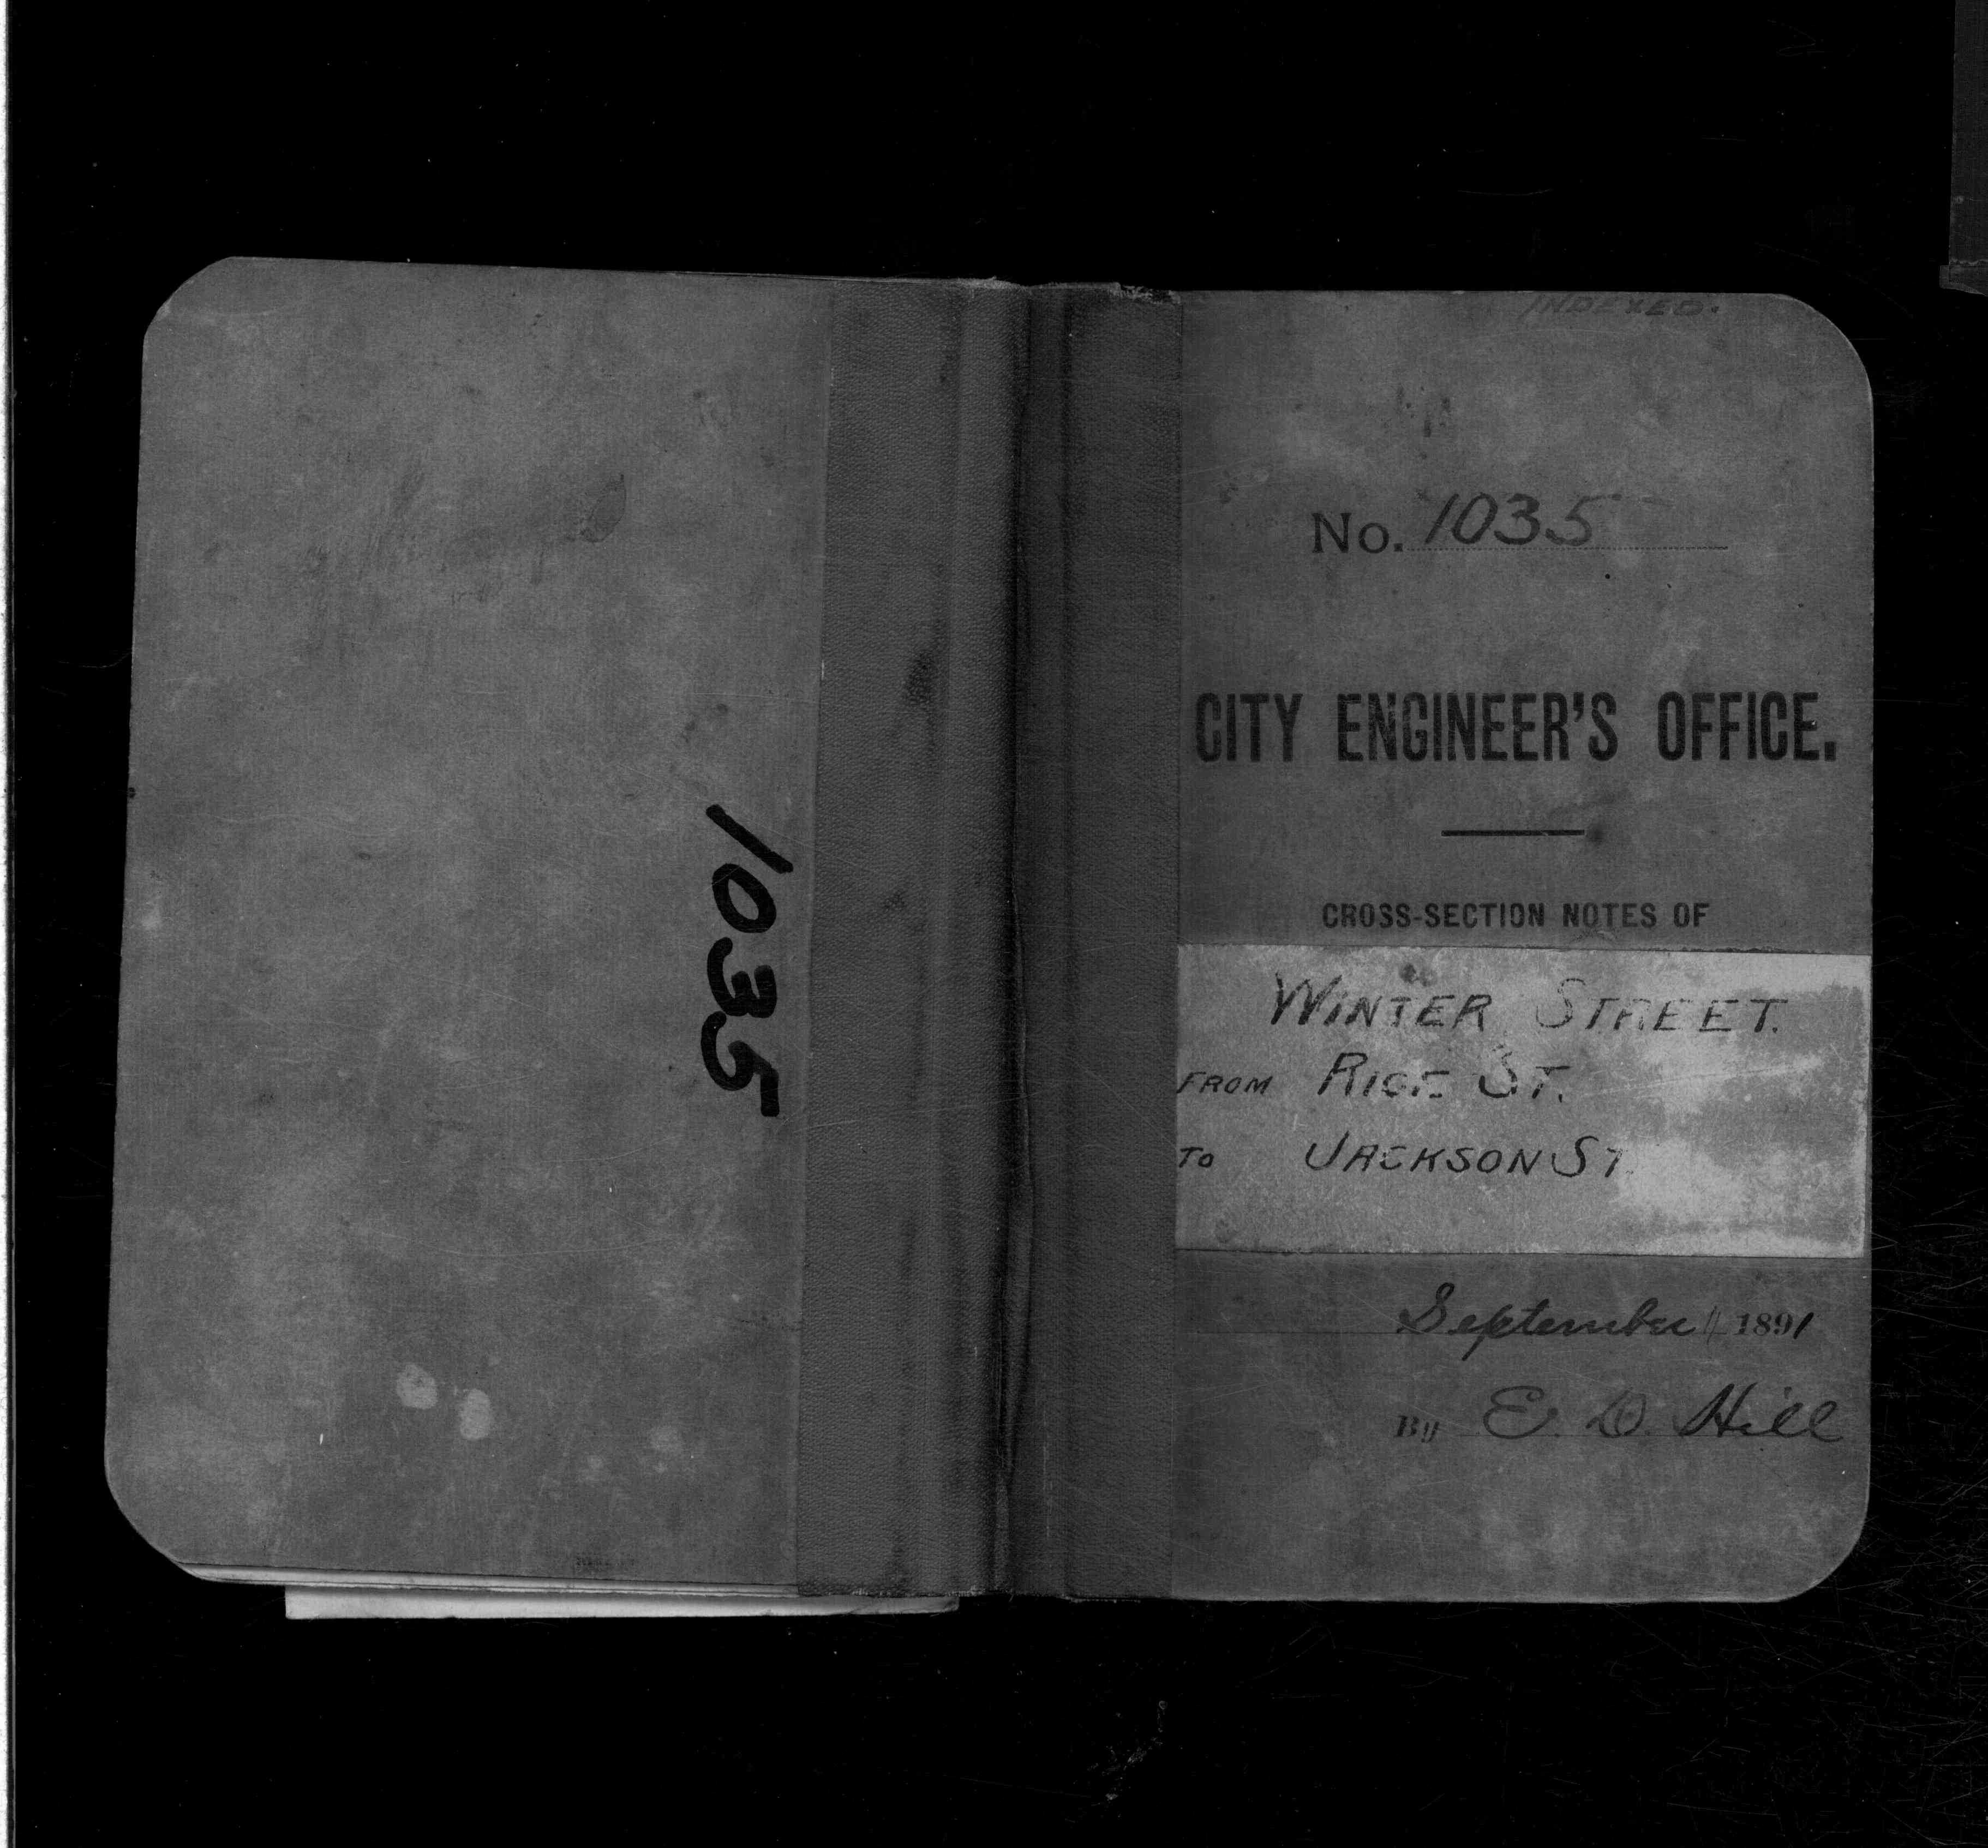 1035
INDEXED.
No. 1035
CITY ENGINEER'S OFFICE.
CROSS-SECTION NOTES OF
WINTER STREET.
FROM RICE ST.
TO JACKSON ST.
September 1891
By E. D. Hill